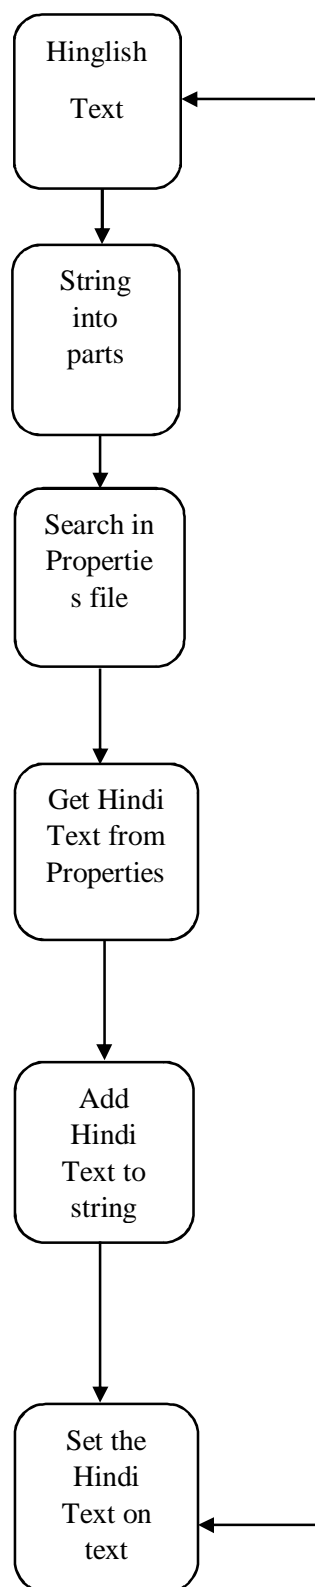 Hinglish
Text
String
into
parts
Search in
Propertie
s file
Get Hindi
Text from
Properties
Add
Hindi
Text to
string
Set the
Hindi
Text on
text